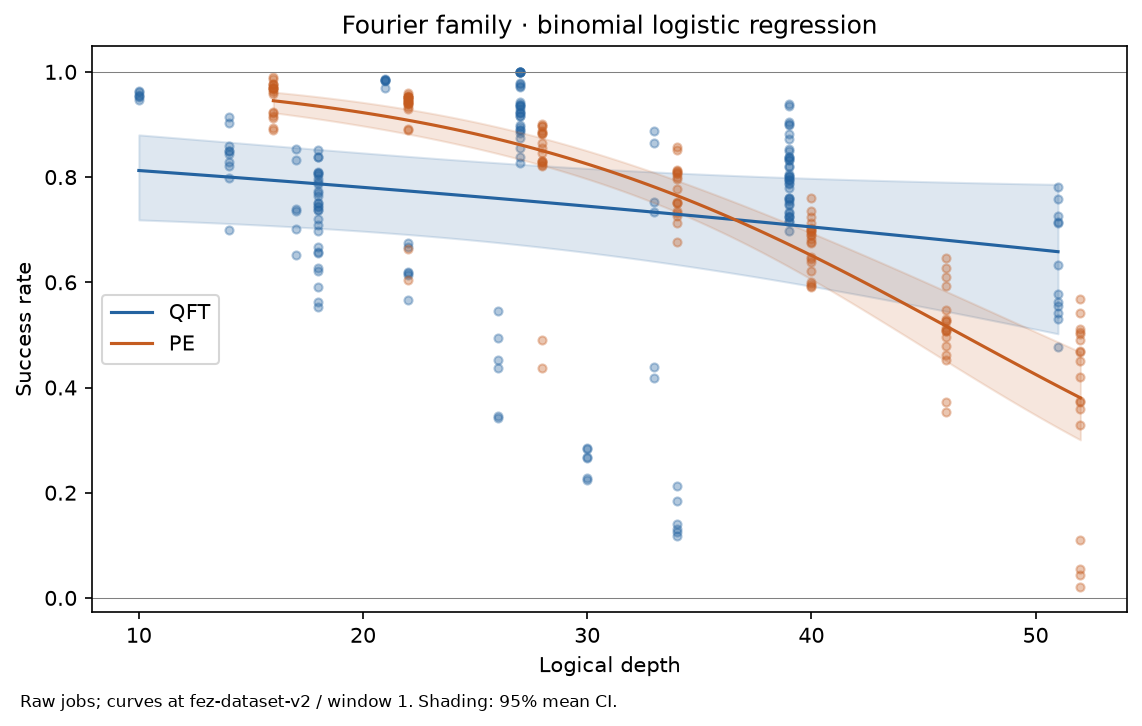 Fourier family · binomial logistic regression
Success rate
1.0
0.8
0.6
0.4
0.2
0.0
QFT
PE
10
20
30
40
50
Logical depth
Raw jobs; curves at fez-dataset-v2 / window 1. Shading: 95% mean CI.